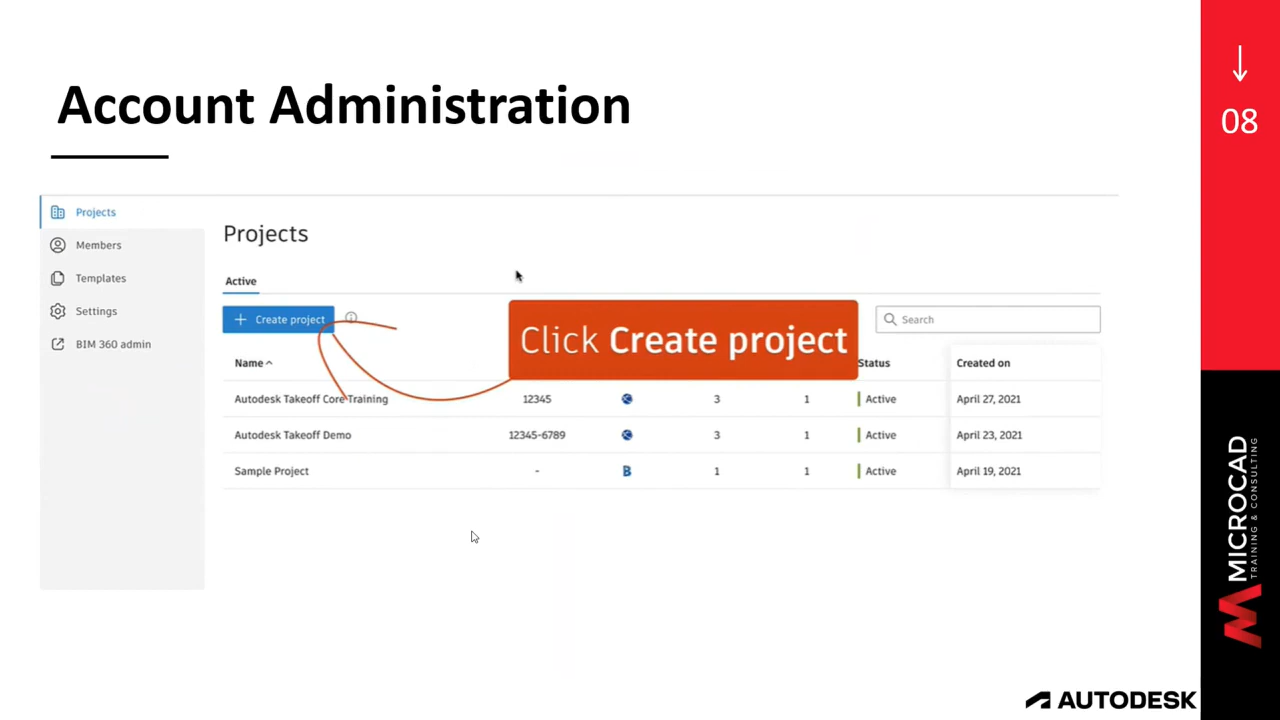 Account Administration
08
Projects
Members
Templates
Settings
BIM 360 admin
Projects
Active
+ Create project
Click Create project
Search
Name
Status
Created on
Autodesk Takeoff Core Training 12345 3 1 Active April 27, 2021
Autodesk Takeoff Demo 12345-6789 3 1 Active April 23, 2021
Sample Project - B 1 1 Active April 19, 2021
MICROCAD
TRAINING & CONSULTING
AUTODESK